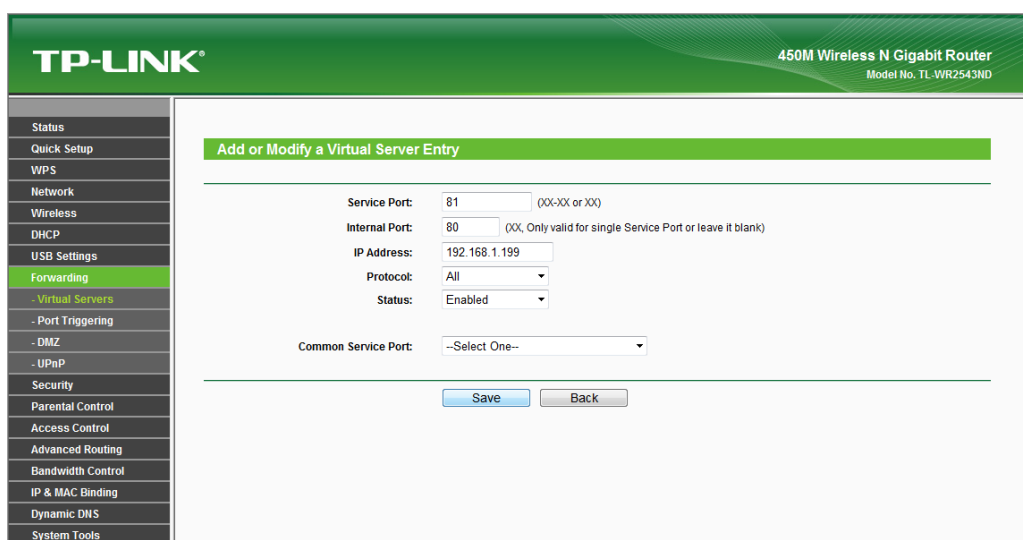 TP-LINK®
450M Wireless N Gigabit Router
Model No. TL-WR2543ND
Status
Quick Setup
WPS
Network
Wireless
DHCP
USB Settings
Forwarding
- Virtual Servers
- Port Triggering
- DMZ
- UPnP
Security
Parental Control
Access Control
Advanced Routing
Bandwidth Control
IP & MAC Binding
Dynamic DNS
System Tools
Add or Modify a Virtual Server Entry
Service Port: 81 (XX-XX or XX)
Internal Port: 80 (XX, Only valid for single Service Port or leave it blank)
IP Address: 192.168.1.199
Protocol: All
Status: Enabled
Common Service Port: --Select One--
Save Back